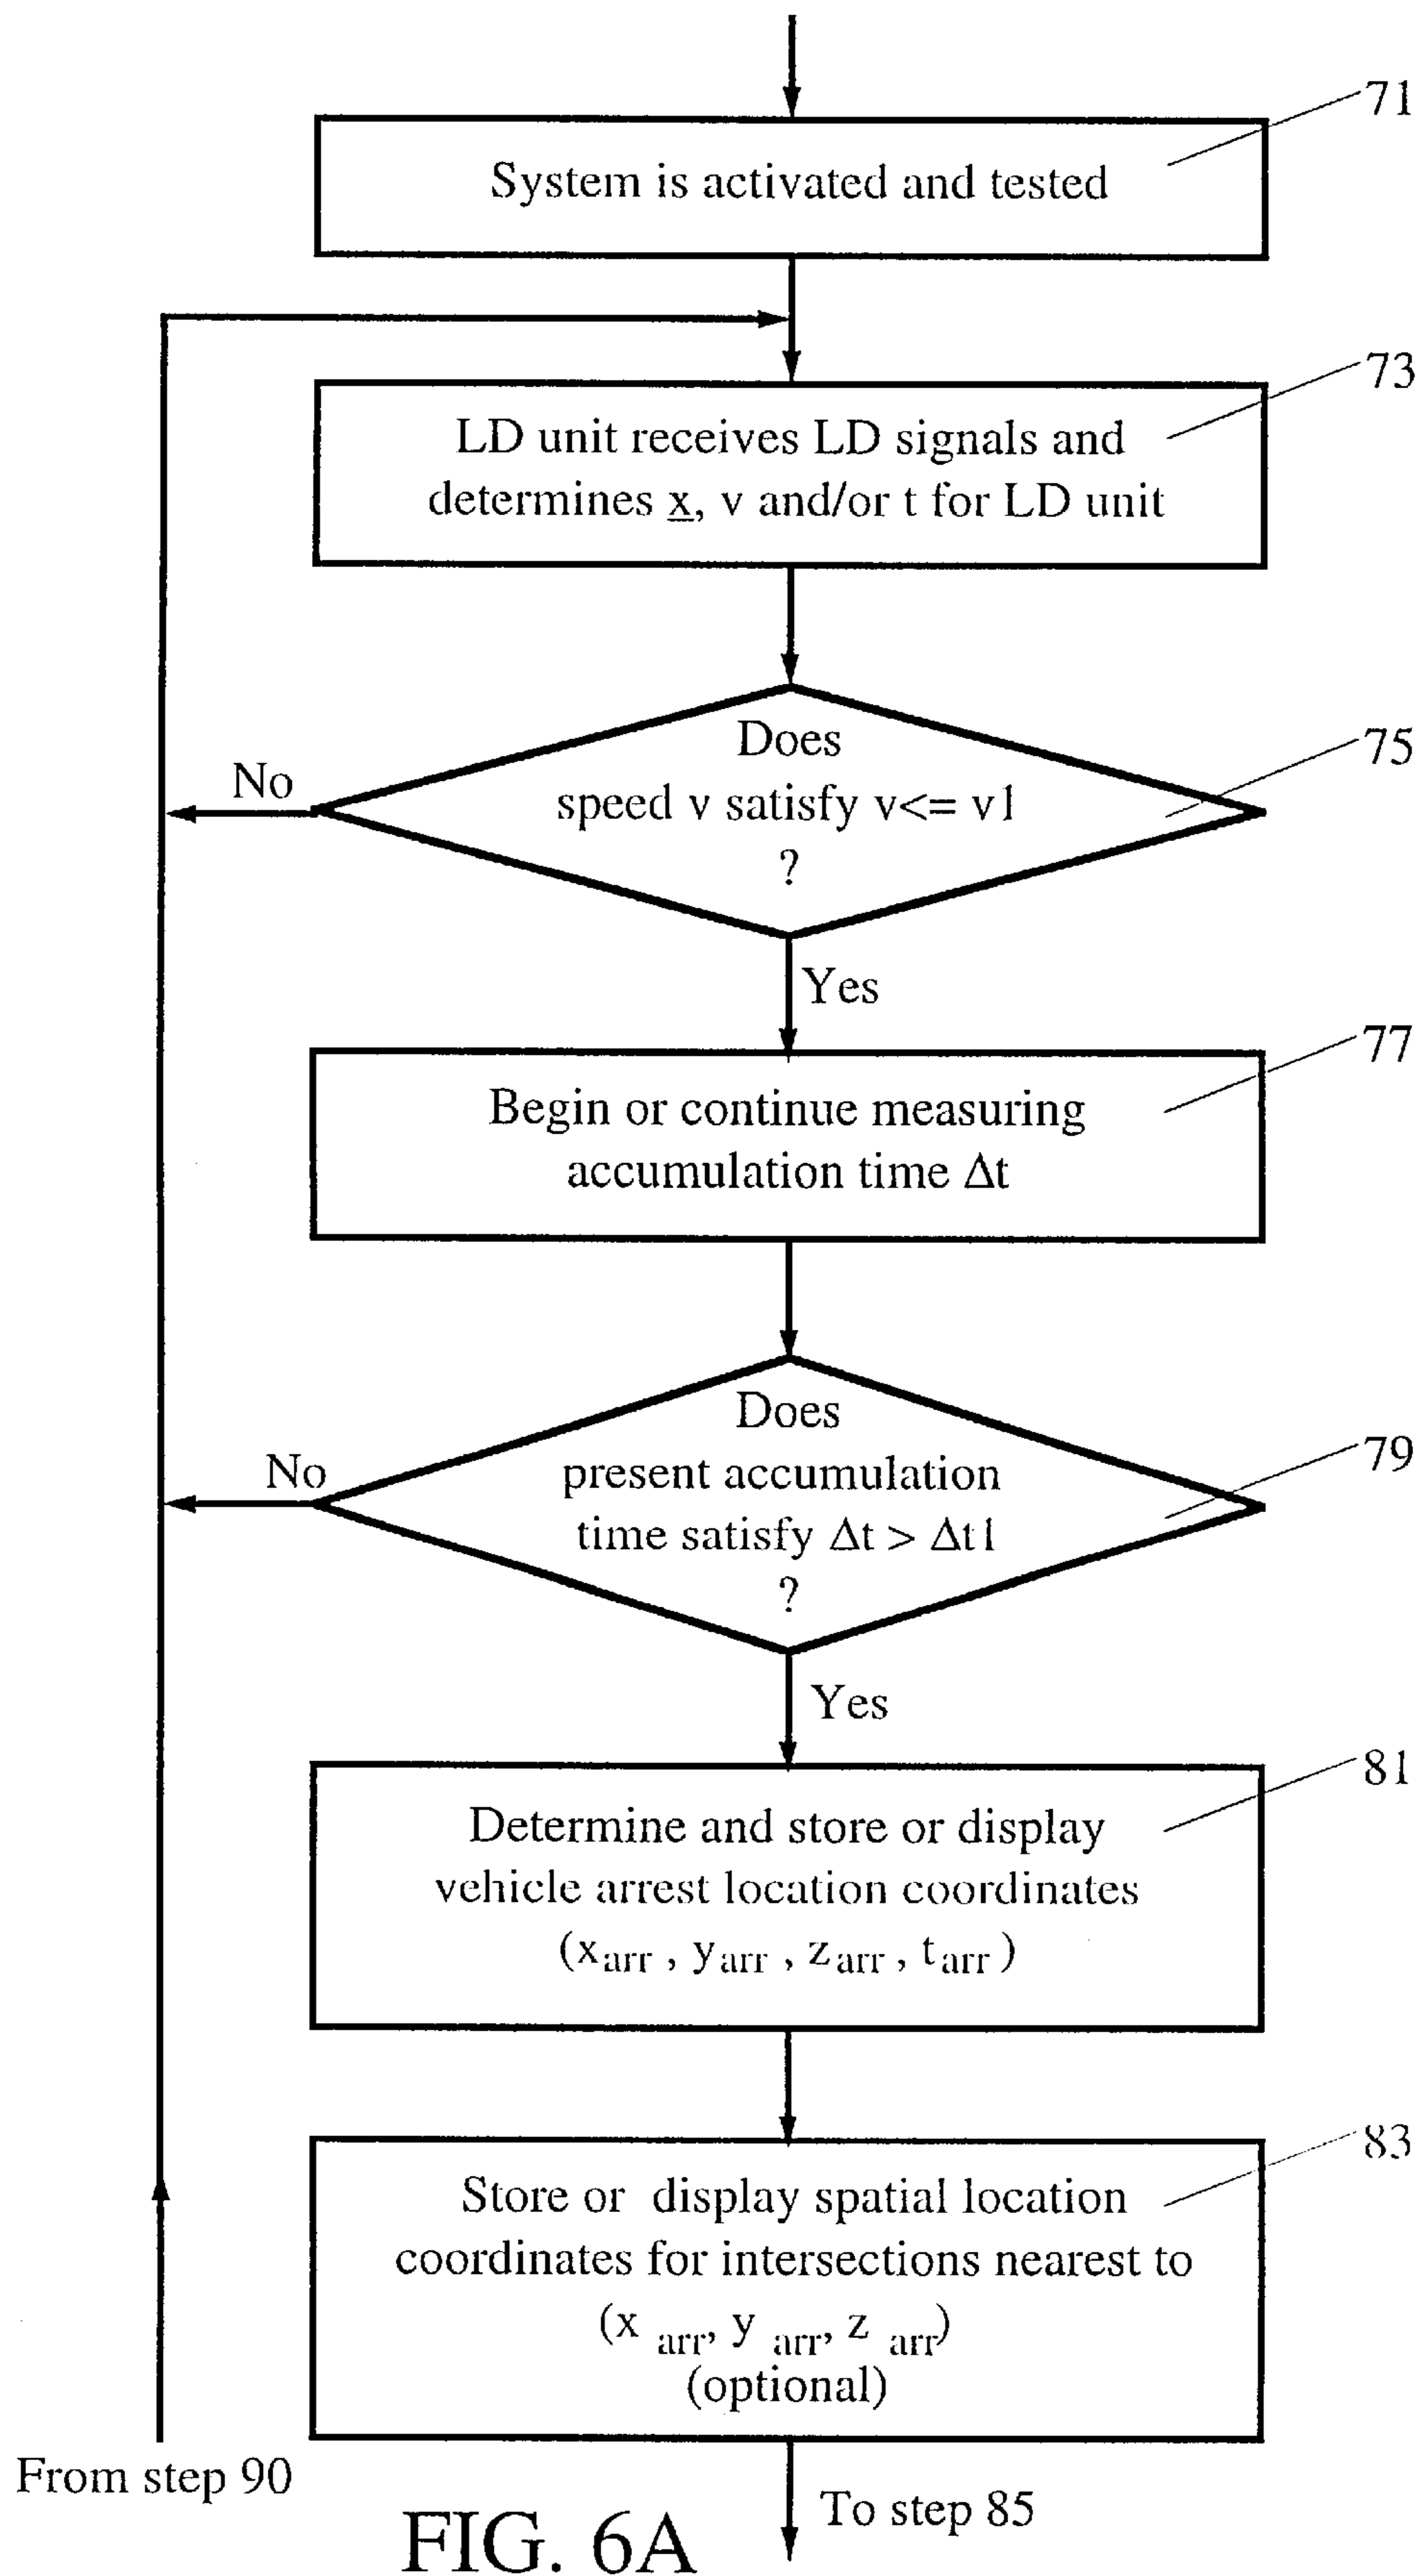 71
System is activated and tested
73
LD unit receives LD signals and
determines x, v and/or t for LD unit
75
Does
speed v satisfy v<= v1
?
No
Yes
77
Begin or continue measuring
accumulation time Δt
79
Does
present accumulation
time satisfy Δt > Δt1
?
No
Yes
81
Determine and store or display
vehicle arrest location coordinates
(x arr , y arr , z arr , t arr )
83
Store or display spatial location
coordinates for intersections nearest to
(x arr, y arr, z arr)
(optional)
From step 90
To step 85
FIG. 6A